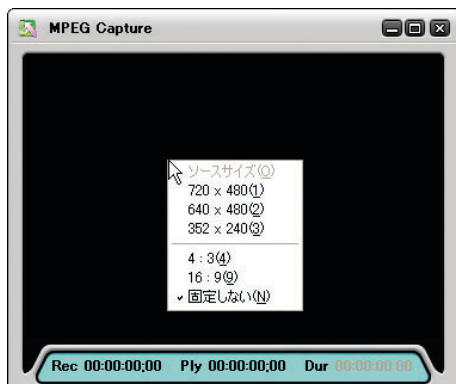 MPEG Capture
ソースサイズ(O)
720 x 480(1)
640 x 480(2)
352 x 240(3)
4 : 3(4)
16 : 9(9)
✓ 固定しない(N)
Rec 00:00:00;00 Ply 00:00:00;00 Dur 00:00:00:00